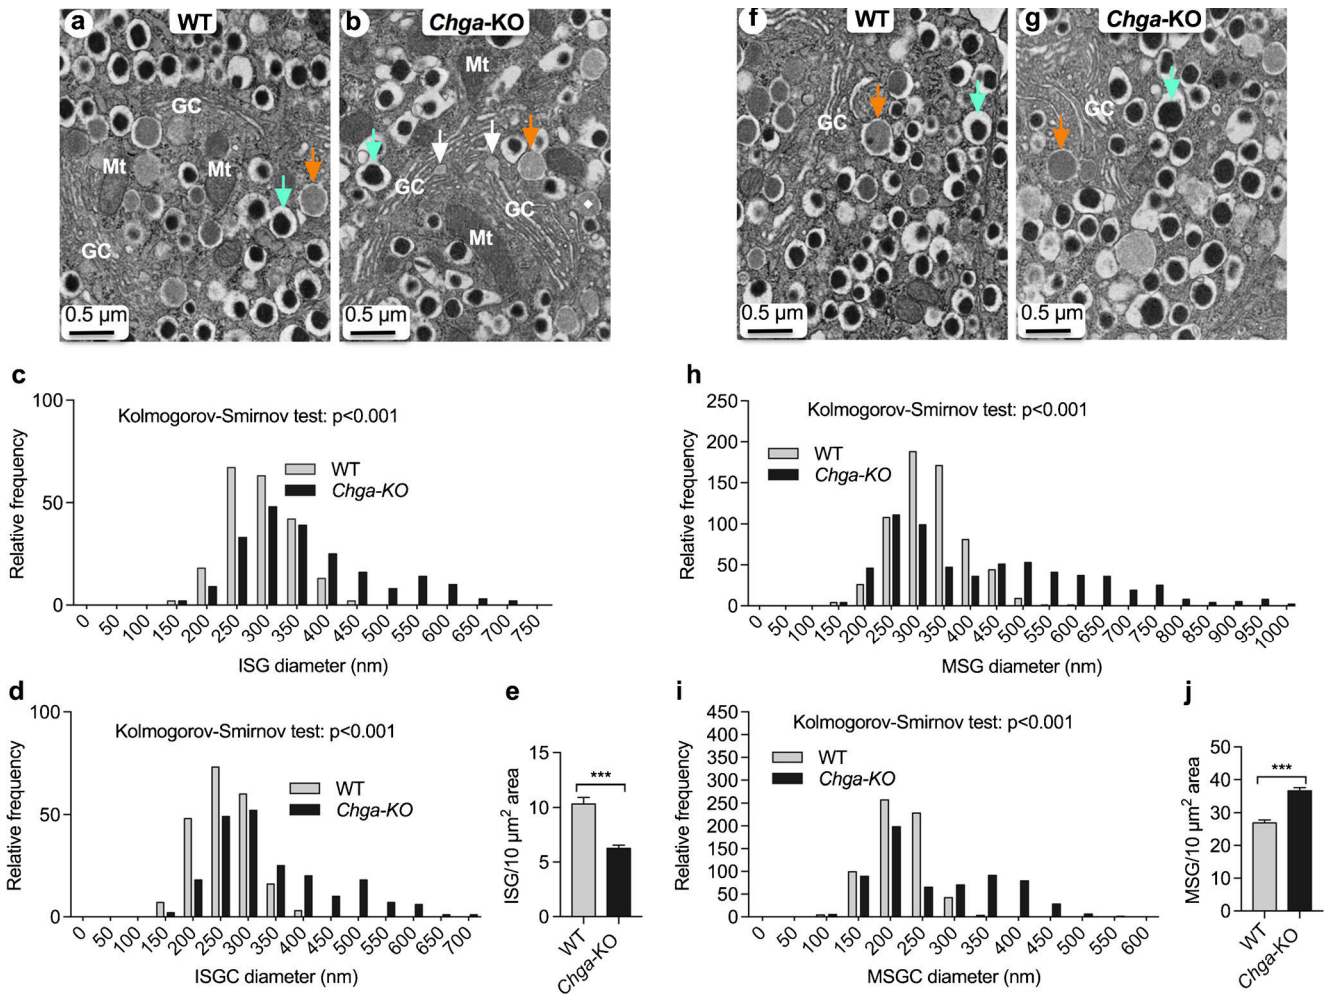 a WT
b Chga-KO
Mt
GC
Mt
Mt
GC
GC
GC
Mt
0.5 µm
0.5 µm
f WT
g Chga-KO
GC
GC
0.5 µm
0.5 µm
c
Kolmogorov-Smirnov test: p<0.001
WT
Chga-KO
Relative frequency
100
50
0
0 50 100 150 200 250 300 350 400 450 500 550 600 650 700 750
ISG diameter (nm)
d
Kolmogorov-Smirnov test: p<0.001
WT
Chga-KO
Relative frequency
100
50
0
0 50 100 150 200 250 300 350 400 450 500 550 600 650 700
ISGC diameter (nm)
e
ISG/10 µm² area
15
10
5
0
***
WT
Chga-KO
h
Kolmogorov-Smirnov test: p<0.001
WT
Chga-KO
Relative frequency
250
200
150
100
50
0
0 50 100 150 200 250 300 350 400 450 500 550 600 650 700 750 800 850 900 950 1000
MSG diameter (nm)
i
Kolmogorov-Smirnov test: p<0.001
WT
Chga-KO
Relative frequency
450
400
350
300
250
200
150
100
50
0
0 50 100 150 200 250 300 350 400 450 500 550 600
MSGC diameter (nm)
j
MSG/10 µm² area
50
40
30
20
10
0
***
WT
Chga-KO